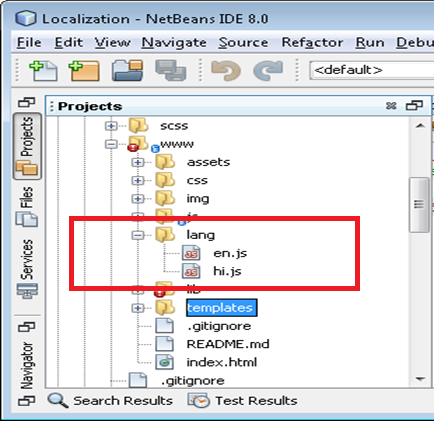 Localization - NetBeans IDE 8.0
File Edit View Navigate Source Refactor Run Debu
<default>
Projects
Projects
Files
Services
Navigator
scss
www
assets
css
img
js
lang
en.js
hi.js
lib
templates
.gitignore
README.md
index.html
.gitignore
Search Results Test Results